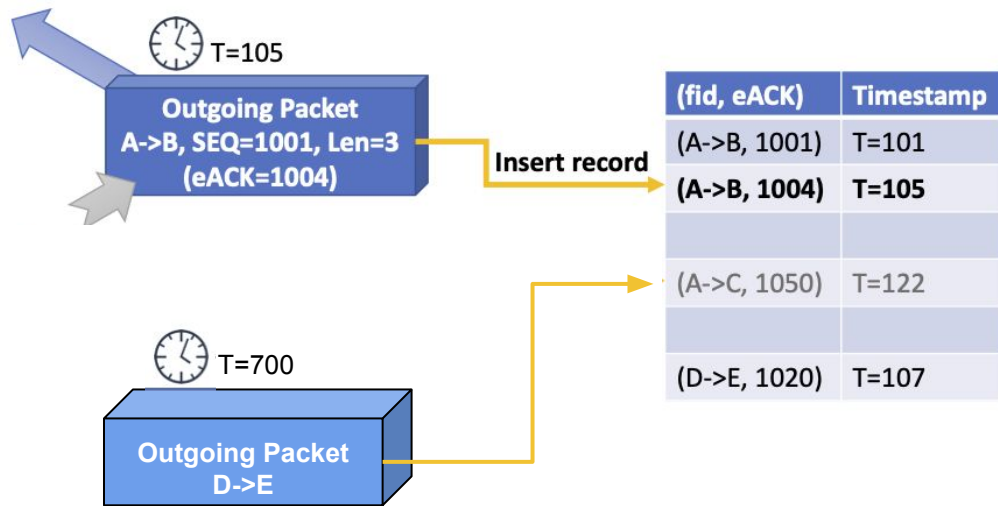 T=105
Outgoing Packet
A->B, SEQ=1001, Len=3
(eACK=1004)
Insert record
(fid, eACK) Timestamp
(A->B, 1001) T=101
(A->B, 1004) T=105
(A->C, 1050) T=122
(D->E, 1020) T=107
T=700
Outgoing Packet
D->E